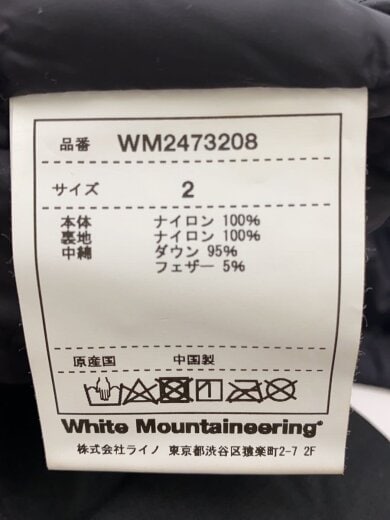 品番 WM2473208
サイズ 2
本体 ナイロン 100%
裏地 ナイロン 100%
中綿 ダウン 95%
フェザー 5%
原産国 中国製
White Mountaineering®
株式会社ライノ 東京都渋谷区猿楽町2-7 2F